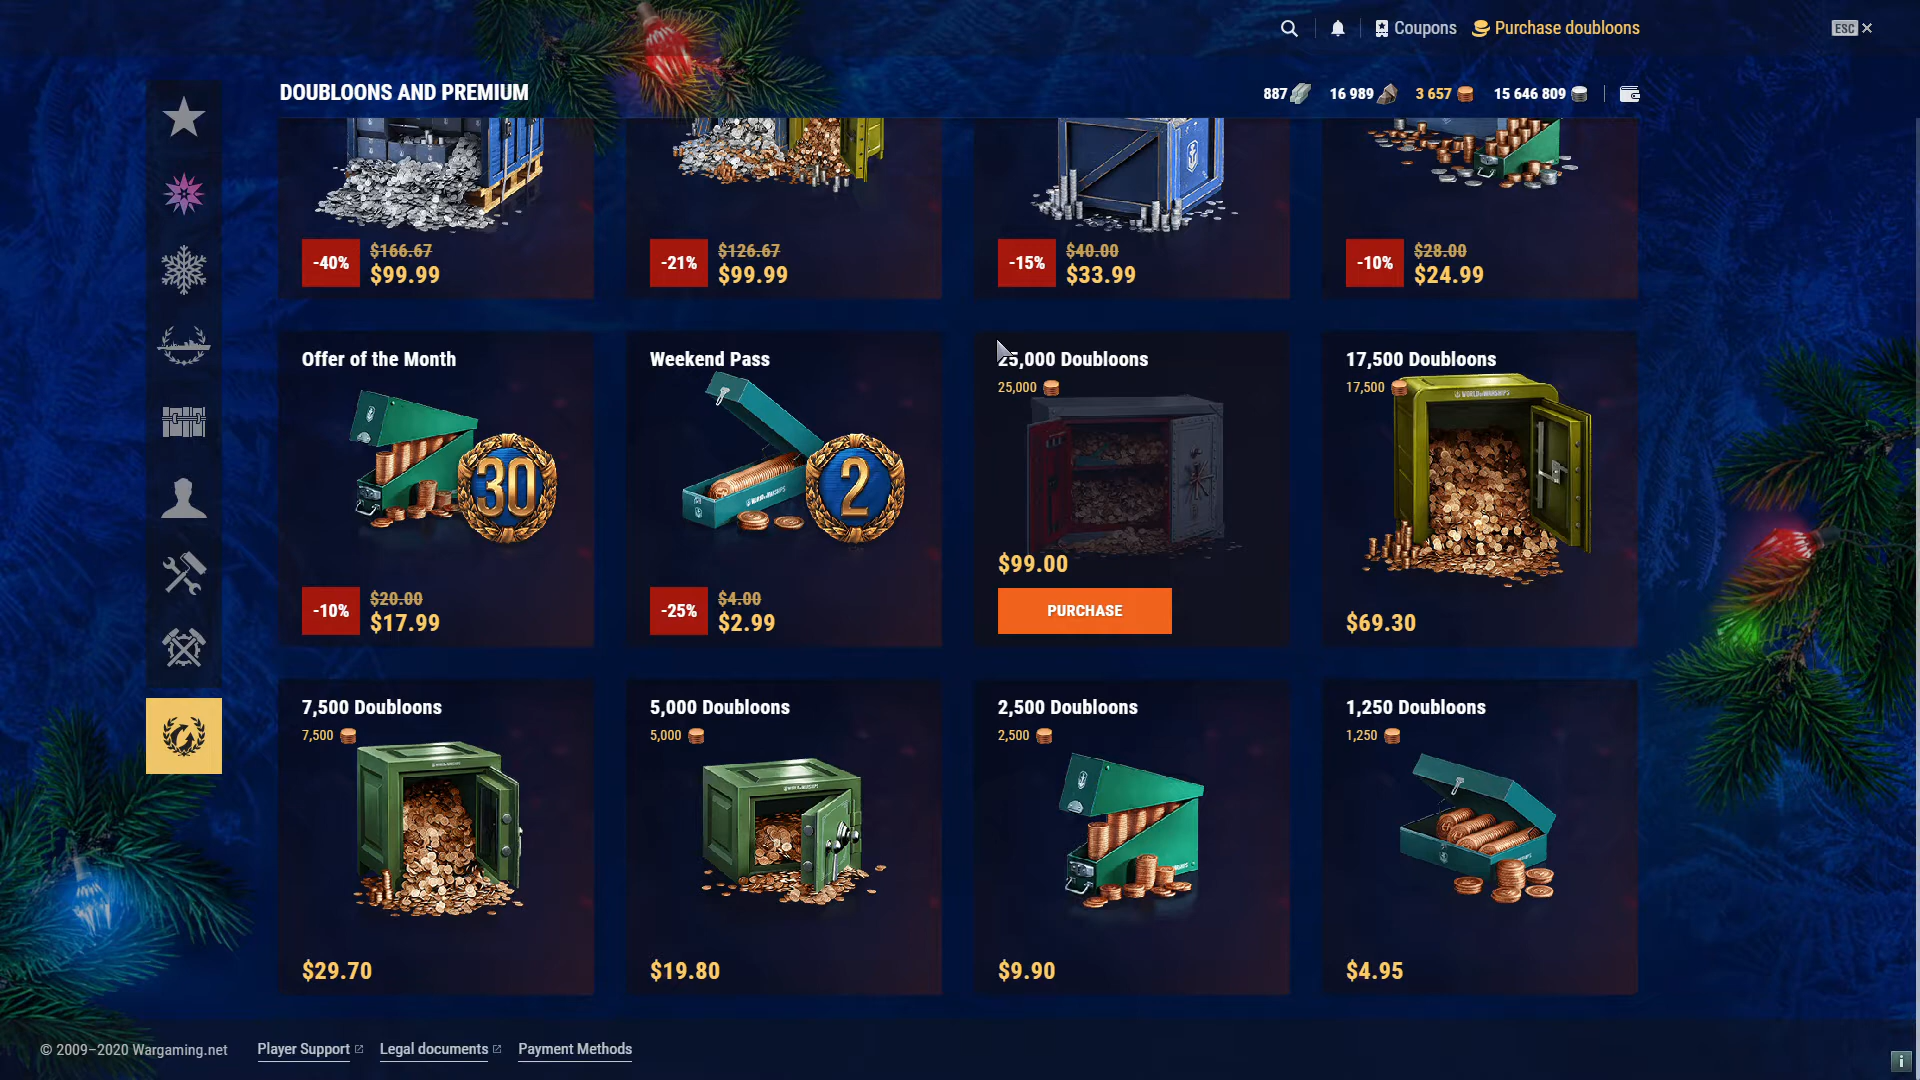 Coupons
Purchase doubloons
ESC
DOUBLOONS AND PREMIUM
887
16 989
3 657
15 646 809
-40%
$166.67
$99.99
-21%
$126.67
$99.99
-15%
$40.00
$33.99
-10%
$28.00
$24.99
Offer of the Month
30
-10%
$20.00
$17.99
Weekend Pass
2
-25%
$4.00
$2.99
25,000 Doubloons
25,000
$99.00
PURCHASE
17,500 Doubloons
17,500
WORLD OF WARSHIPS
$69.30
7,500 Doubloons
7,500
$29.70
5,000 Doubloons
5,000
$19.80
2,500 Doubloons
2,500
$9.90
1,250 Doubloons
1,250
$4.95
© 2009–2020 Wargaming.net
Player Support
Legal documents
Payment Methods
i